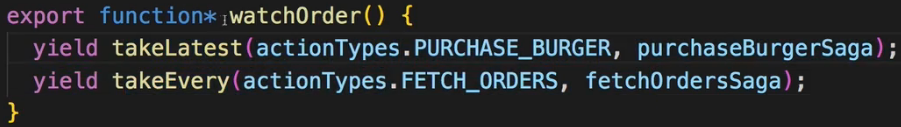 export function* watchOrder() {
  yield takeLatest(actionTypes.PURCHASE_BURGER, purchaseBurgerSaga);
  yield takeEvery(actionTypes.FETCH_ORDERS, fetchOrdersSaga);
}